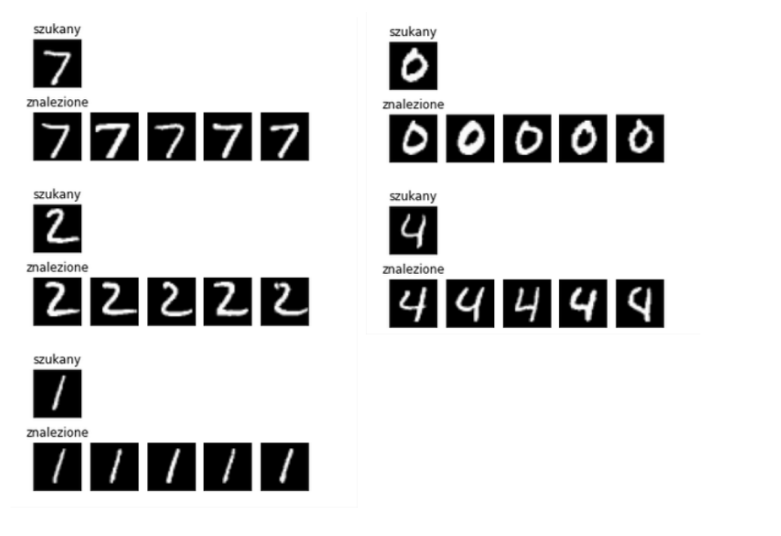 szukany
7
znalezione
7 7 7 7 7
szukany
2
znalezione
2 2 2 2 2
szukany
1
znalezione
1 1 1 1 1
szukany
0
znalezione
0 0 0 0 0
szukany
4
znalezione
4 4 4 4 4